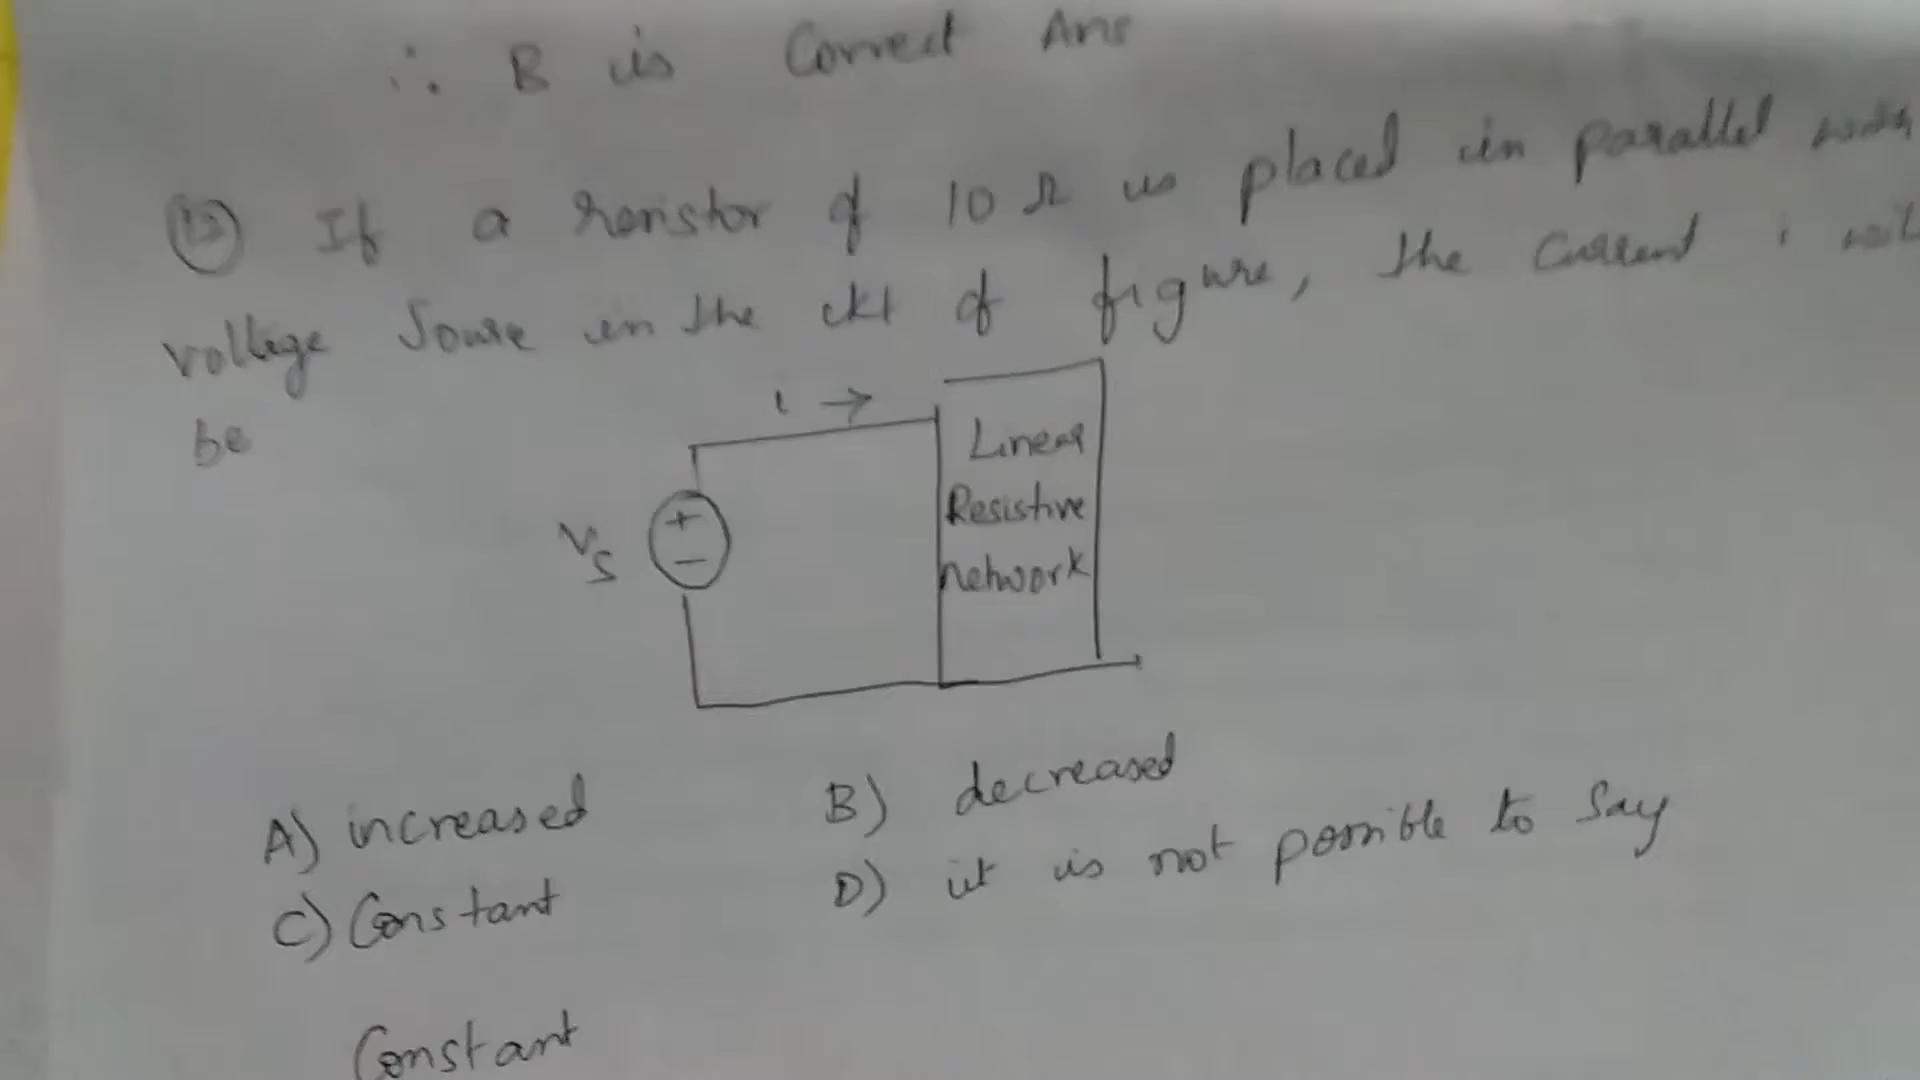 ∴ B is Correct Ans
If a resistor of 10 Ω is placed in parallel with
voltage Source in the ckt of figure, the current i will
be
i →
Linear
Resistive
network
+
Vs
−
A) increased B) decreased
C) Constant D) it is not possible to say
Constant